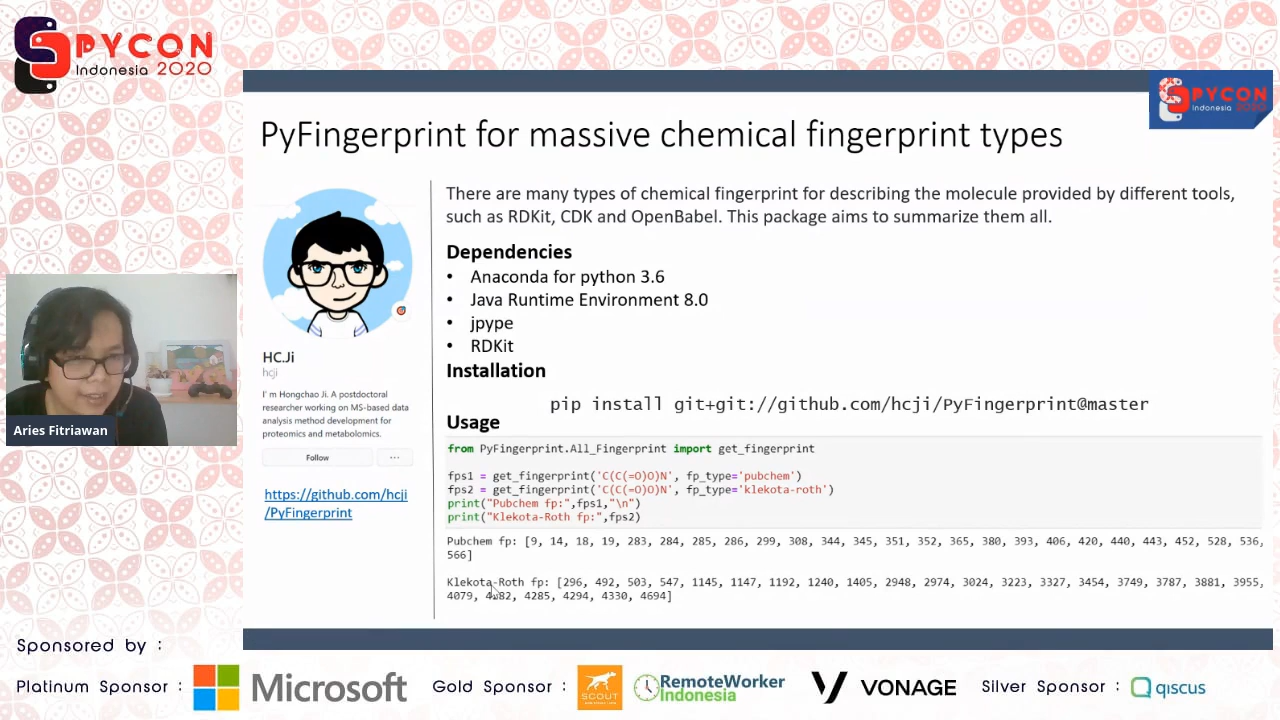 PYCON
Indonesia 2020
PYCON
Indonesia 2020
PyFingerprint for massive chemical fingerprint types
There are many types of chemical fingerprint for describing the molecule provided by different tools,
such as RDKit, CDK and OpenBabel. This package aims to summarize them all.
Dependencies
• Anaconda for python 3.6
• Java Runtime Environment 8.0
• jpype
• RDKit
Installation
pip install git+git://github.com/hcji/PyFingerprint@master
Usage
from PyFingerprint.All_Fingerprint import get_fingerprint
fps1 = get_fingerprint('C(C(=O)O)N', fp_type='pubchem')
fps2 = get_fingerprint('C(C(=O)O)N', fp_type='klekota-roth')
print("Pubchem fp:",fps1,"\n")
print("Klekota-Roth fp:",fps2)
Pubchem fp: [9, 14, 18, 19, 283, 284, 285, 286, 299, 308, 344, 345, 351, 352, 365, 380, 393, 406, 420, 440, 443, 452, 528, 536,
566]
Klekota-Roth fp: [296, 492, 503, 547, 1145, 1147, 1192, 1240, 1405, 2948, 2974, 3024, 3223, 3327, 3454, 3749, 3787, 3881, 3955,
4079, 4082, 4285, 4294, 4330, 4694]
HC.Ji
hcji
I' m Hongchao Ji. A postdoctoral
researcher working on MS-based data
analysis method development for
proteomics and metabolomics.
Follow
...
https://github.com/hcji
/PyFingerprint
Aries Fitriawan
Sponsored by :
Platinum Sponsor : Microsoft
Gold Sponsor : SCOUT RemoteWorker
Indonesia
VONAGE
Silver Sponsor : qiscus